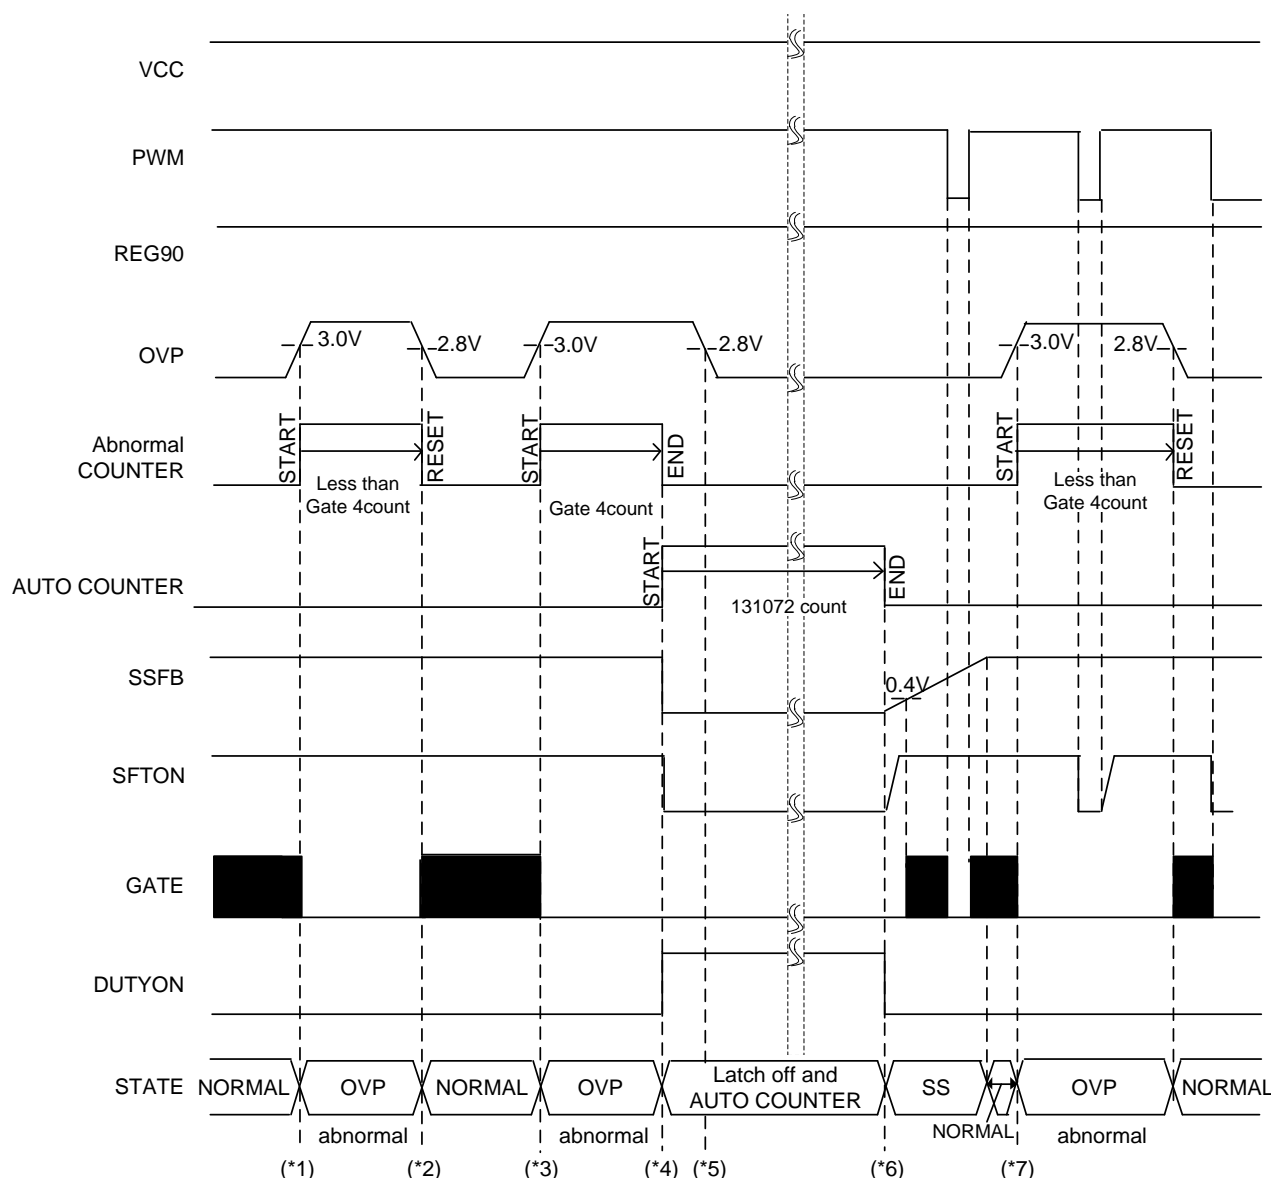 VCC
PWM
REG90
OVP
3.0V
2.8V
3.0V
2.8V
3.0V
2.8V
Abnormal
COUNTER
START
RESET
START
END
START
RESET
Less than
Gate 4count
Gate 4count
Less than
Gate 4count
AUTO COUNTER
START
END
131072 count
SSFB
0.4V
SFTON
GATE
DUTYON
STATE
NORMAL
OVP
NORMAL
OVP
Latch off and
AUTO COUNTER
SS
OVP
NORMAL
abnormal
abnormal
NORMAL
abnormal
(*1)
(*2)
(*3)
(*4)
(*5)
(*6)
(*7)